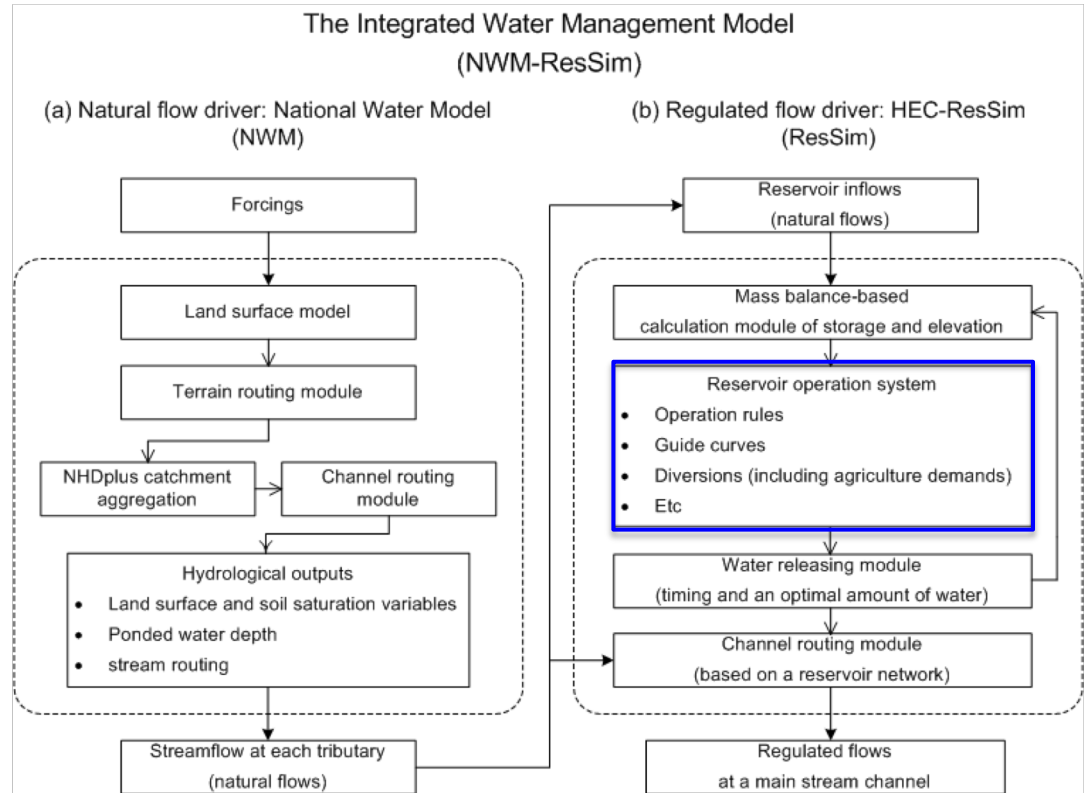 The Integrated Water Management Model
(NWM-ResSim)
(a) Natural flow driver: National Water Model
(NWM)
Forcings
Land surface model
Terrain routing module
NHDplus catchment
aggregation
Channel routing
module
Hydrological outputs
• Land surface and soil saturation variables
• Ponded water depth
• stream routing
Streamflow at each tributary
(natural flows)
(b) Regulated flow driver: HEC-ResSim
(ResSim)
Reservoir inflows
(natural flows)
Mass balance-based
calculation module of storage and elevation
Reservoir operation system
• Operation rules
• Guide curves
• Diversions (including agriculture demands)
• Etc
Water releasing module
(timing and an optimal amount of water)
Channel routing module
(based on a reservoir network)
Regulated flows
at a main stream channel